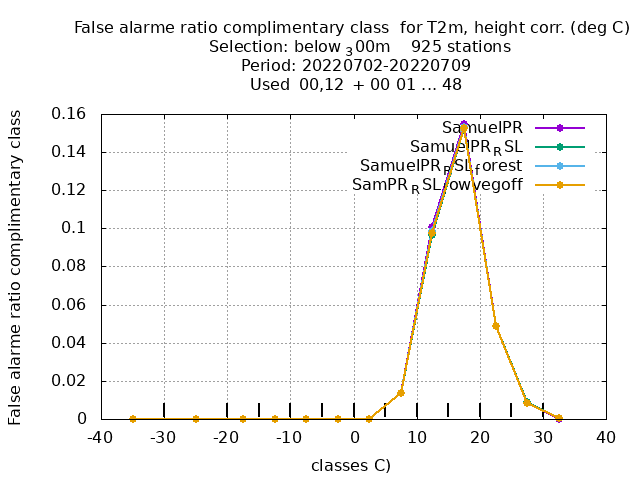 False alarme ratio complimentary class  for T2m, height corr. (deg C)
Selection: below 300m    925 stations
Period: 20220702-20220709
Used  00,12  + 00 01 ... 48
False alarme ratio complimentary class
0.16
0.14
0.12
0.1
0.08
0.06
0.04
0.02
0
-40
-30
-20
-10
0
10
20
30
40
classes C)
SamuelPR
SamuelPRRSL
SamuelPRRSLforest